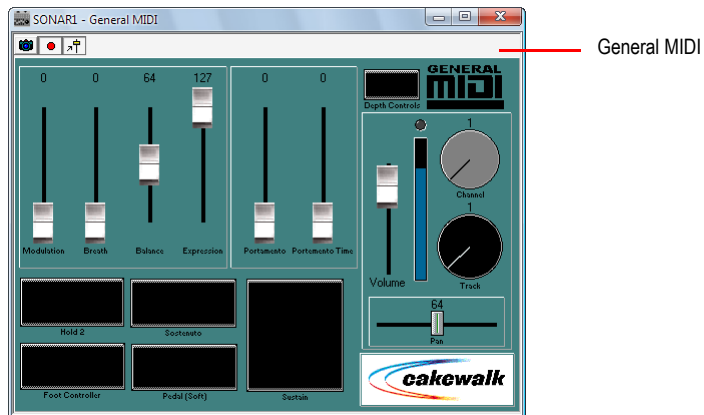 SONAR1 - General MIDI
General MIDI
0 0 64 127 0 0
GENERAL
MIDI
Depth Controls
1
Channel
1
Track
Modulation Breath Balance Expression Portamento Portemento Time
Volume
64
Pan
Hold 2 Sostenuto
Foot Controller Pedal (Soft) Sustain
cakewalk